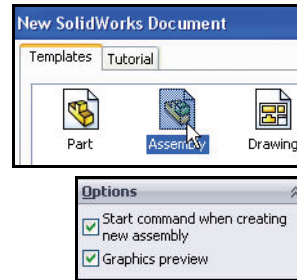 New SolidWorks Document
Templates Tutorial
Part Assembly Drawing
Options
Start command when creating
new assembly
Graphics preview